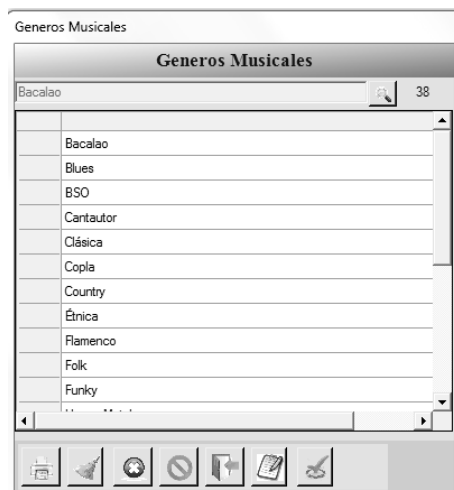 Generos Musicales
Generos Musicales
Bacalao 38
Bacalao
Blues
BSO
Cantautor
Clásica
Copla
Country
Étnica
Flamenco
Folk
Funky